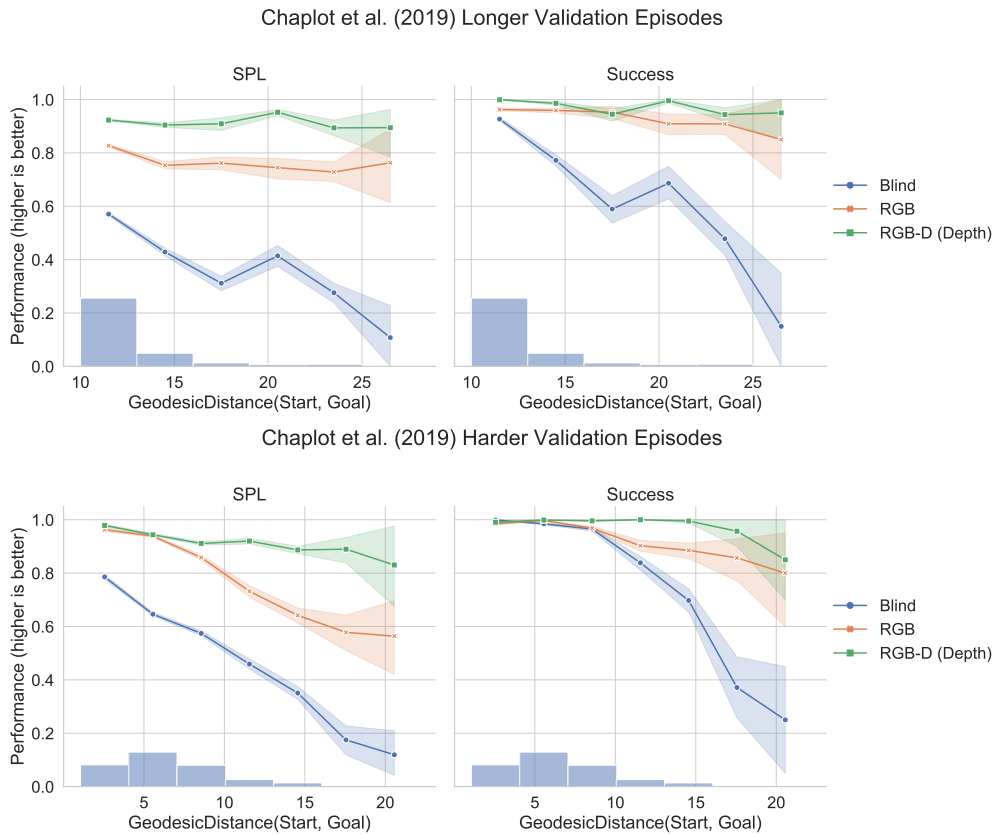 Chaplot et al. (2019) Longer Validation Episodes
SPL
Success
Performance (higher is better)
1.0
0.8
0.6
0.4
0.2
0.0
10 15 20 25
GeodesicDistance(Start, Goal)
10 15 20 25
GeodesicDistance(Start, Goal)
Blind
RGB
RGB-D (Depth)
Chaplot et al. (2019) Harder Validation Episodes
SPL
Success
Performance (higher is better)
1.0
0.8
0.6
0.4
0.2
0.0
5 10 15 20
GeodesicDistance(Start, Goal)
5 10 15 20
GeodesicDistance(Start, Goal)
Blind
RGB
RGB-D (Depth)